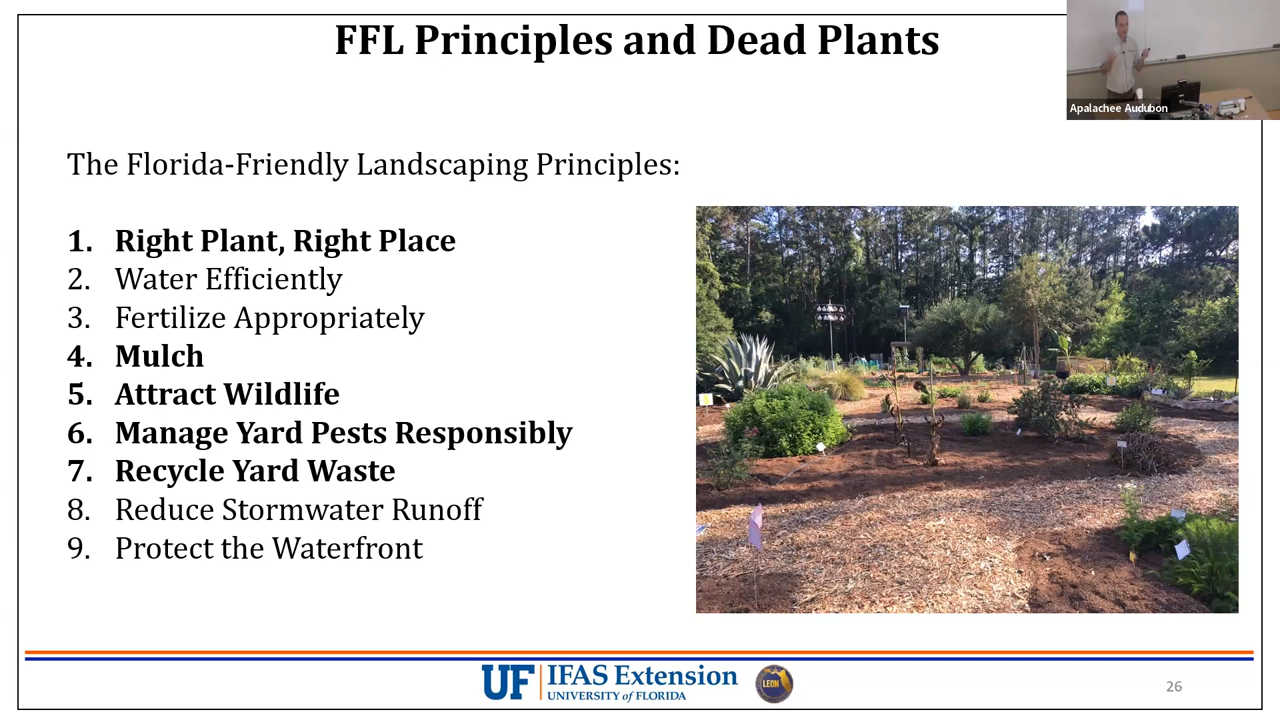 FFL Principles and Dead Plants
Apalachee Audubon
The Florida-Friendly Landscaping Principles:
1. Right Plant, Right Place
2. Water Efficiently
3. Fertilize Appropriately
4. Mulch
5. Attract Wildlife
6. Manage Yard Pests Responsibly
7. Recycle Yard Waste
8. Reduce Stormwater Runoff
9. Protect the Waterfront
UF IFAS Extension
UNIVERSITY of FLORIDA
LEON
26